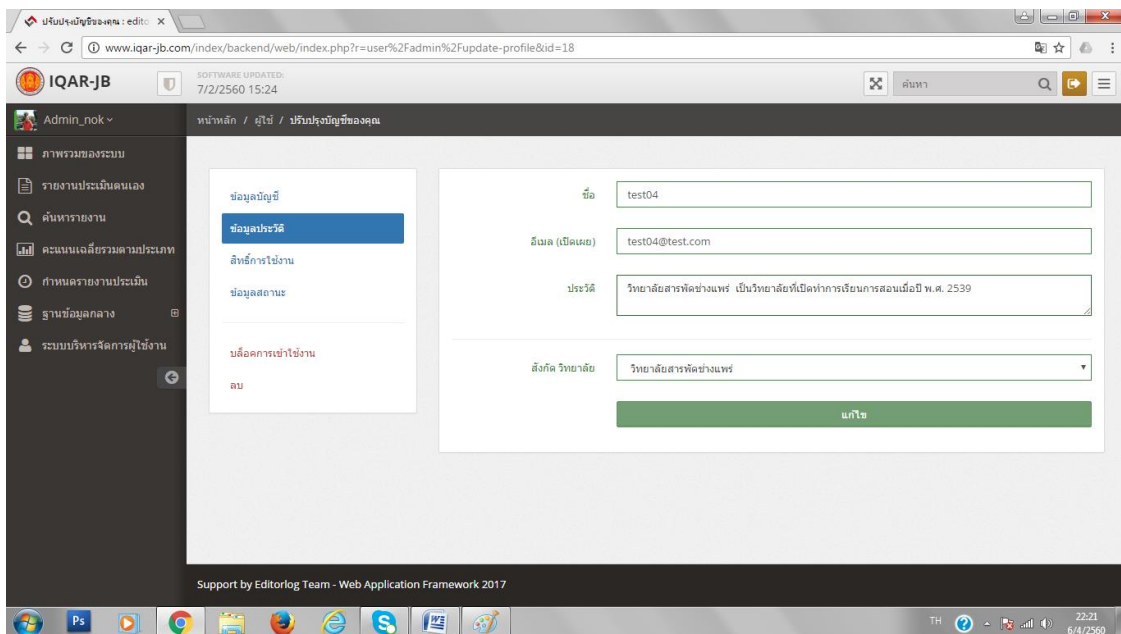 ปรับปรุงบัญชีของคุณ : edito
www.iqar-jb.com/index/backend/web/index.php?r=user%2Fadmin%2Fupdate-profile&id=18
IQAR-JB
SOFTWARE UPDATED:
7/2/2560 15:24
ค้นหา
Admin_nok
หน้าหลัก / ผู้ใช้ / ปรับปรุงบัญชีของคุณ
ภาพรวมของระบบ
รายงานประเมินตนเอง
ค้นหารายงาน
คะแนนเฉลี่ยรวมตามประเภท
กำหนดรายงานประเมิน
ฐานข้อมูลกลาง
ระบบบริหารจัดการผู้ใช้งาน
ข้อมูลบัญชี
ข้อมูลประวัติ
สิทธิ์การใช้งาน
ข้อมูลสถานะ
บล็อคการเข้าใช้งาน
ลบ
ชื่อ
test04
อีเมล (เปิดเผย)
test04@test.com
ประวัติ
วิทยาลัยสารพัดช่างแพร่ เป็นวิทยาลัยที่เปิดทำการเรียนการสอนเมื่อปี พ.ศ. 2539
สังกัด วิทยาลัย
วิทยาลัยสารพัดช่างแพร่
แก้ไข
Support by Editorlog Team - Web Application Framework 2017
Ps
TH
22:21
6/4/2560